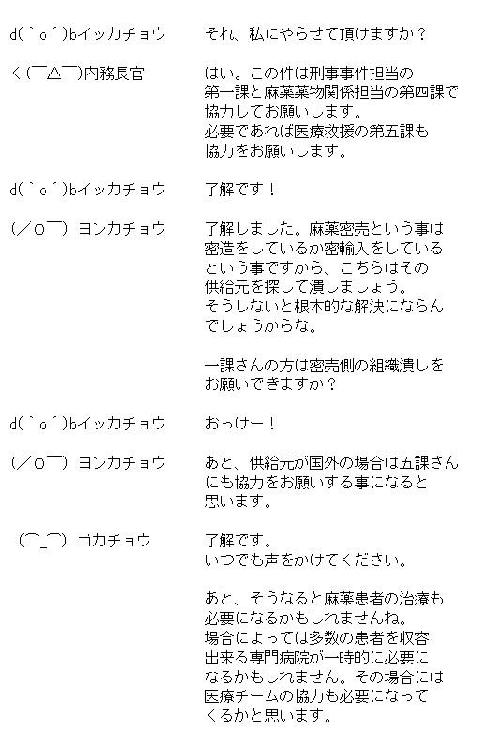 d(｀o´)bイッカチョウ　それ、私にやらせて頂けますか？
く(￣△￣)内務長官　はい。この件は刑事事件担当の
第一課と麻薬薬物関係担当の第四課で
協力してお願いします。
必要であれば医療救援の第五課も
協力をお願いします。
d(｀o´)bイッカチョウ　了解です！
(／０￣) ヨンカチョウ　了解しました。麻薬密売という事は
密造をしているか密輸入をしている
という事ですから、こちらはその
供給元を探して潰しましょう。
そうしないと根本的な解決にならん
でしょうからな。
一課さんの方は密売側の組織潰しを
お願いできますか？
d(｀o´)bイッカチョウ　おっけー！
(／０￣) ヨンカチョウ　あと、供給元が国外の場合は五課さん
にも協力をお願いする事になると
思います。
(⌒_⌒) ゴカチョウ　了解です。
いつでも声をかけてください。
あと、そうなると麻薬患者の治療も
必要になるかもしれませんね。
場合によっては多数の患者を収容
出来る専門病院が一時的に必要に
なるかもしれません。その場合には
医療チームの協力も必要になって
くるかと思います。